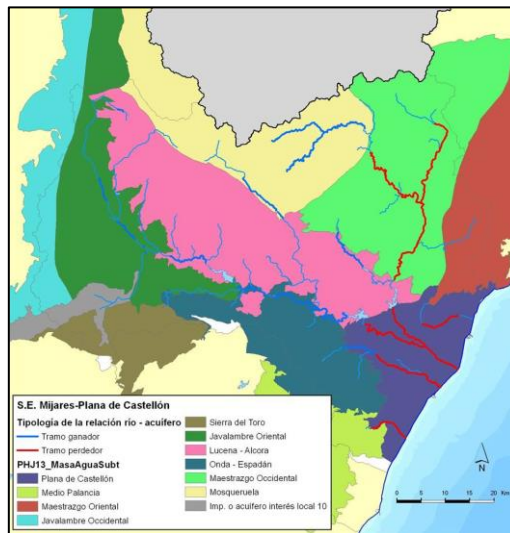 S.E. Mijares-Plana de Castellón
Tipología de la relación río - acuífero
Tramo ganador
Tramo perdedor
PHJ13_MasaAguaSubt
Plana de Castellón
Medio Palancia
Maestrazgo Oriental
Javalambre Occidental
Sierra del Toro
Javalambre Oriental
Lucena - Alcora
Onda - Espadán
Maestrazgo Occidental
Mosqueruela
Imp. o acuífero interés local 10
N
0 5 10 15 20 Km